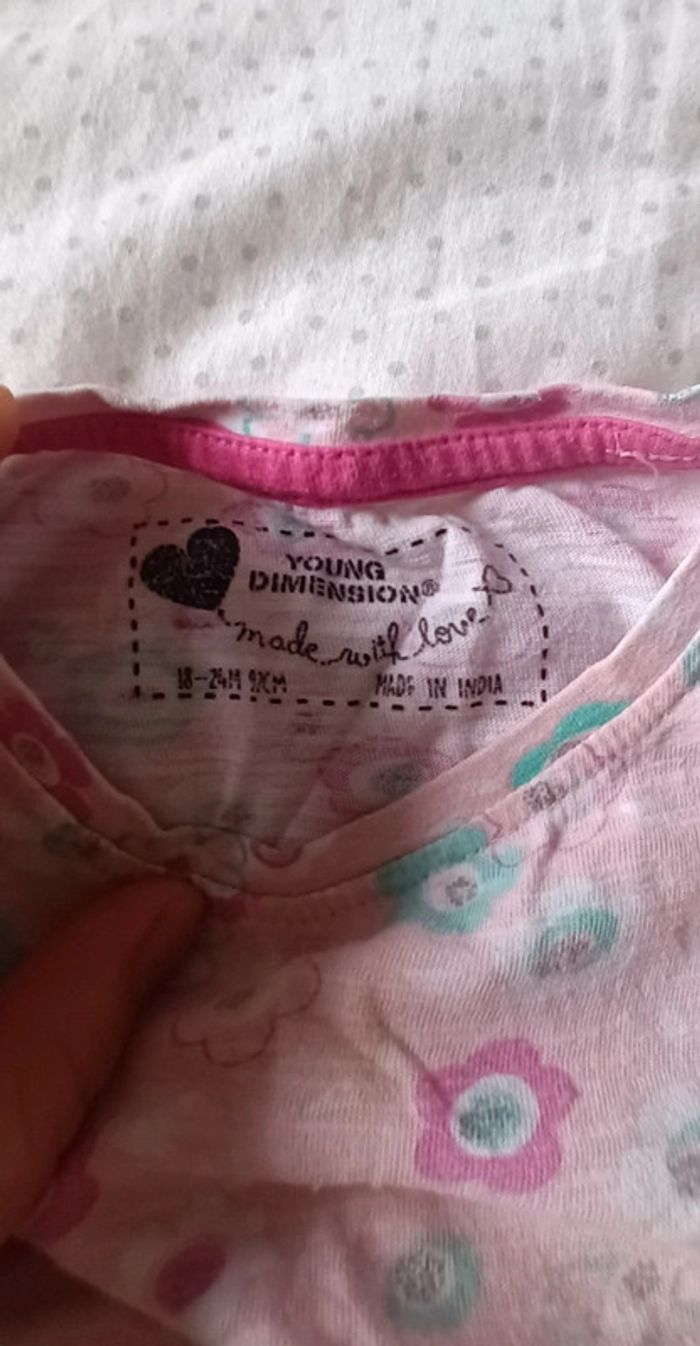 YOUNG
DIMENSION®
made with love
18-24M 92CM MADE IN INDIA